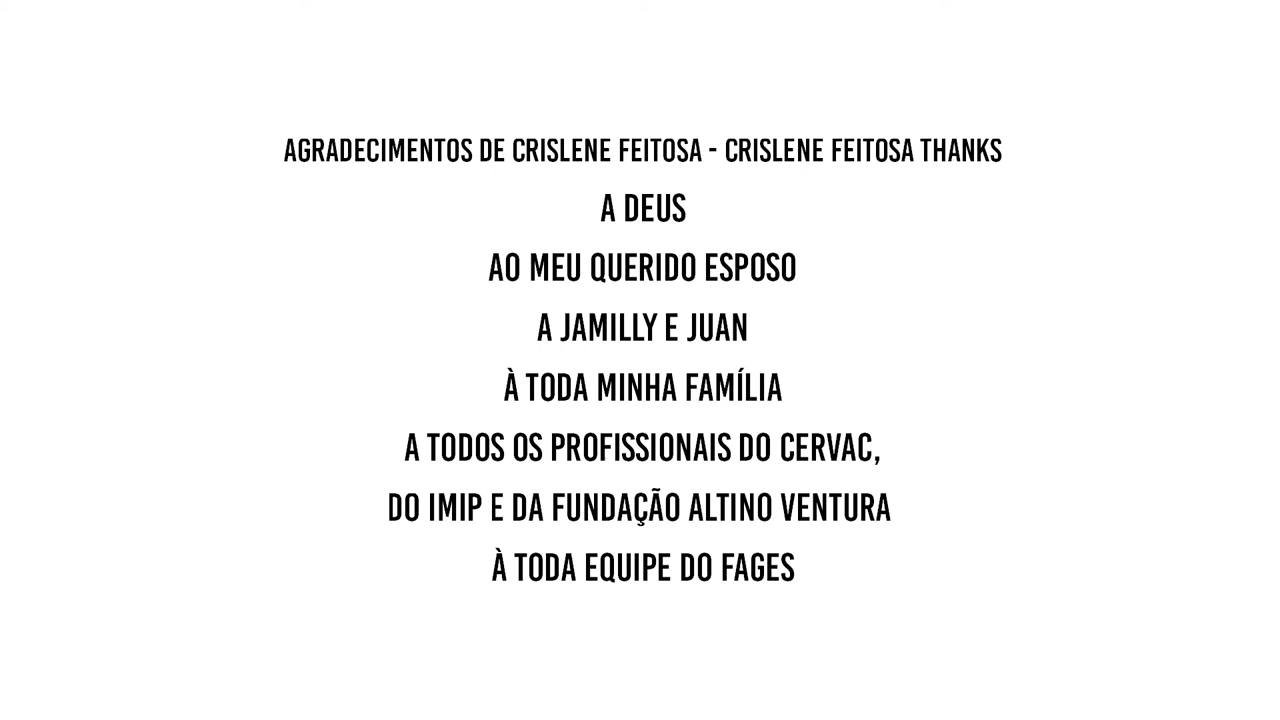 AGRADECIMENTOS DE CRISLENE FEITOSA - CRISLENE FEITOSA THANKS
A DEUS
AO MEU QUERIDO ESPOSO
A JAMILLY E JUAN
À TODA MINHA FAMÍLIA
A TODOS OS PROFISSIONAIS DO CERVAC,
DO IMIP E DA FUNDAÇÃO ALTINO VENTURA
À TODA EQUIPE DO FAGES